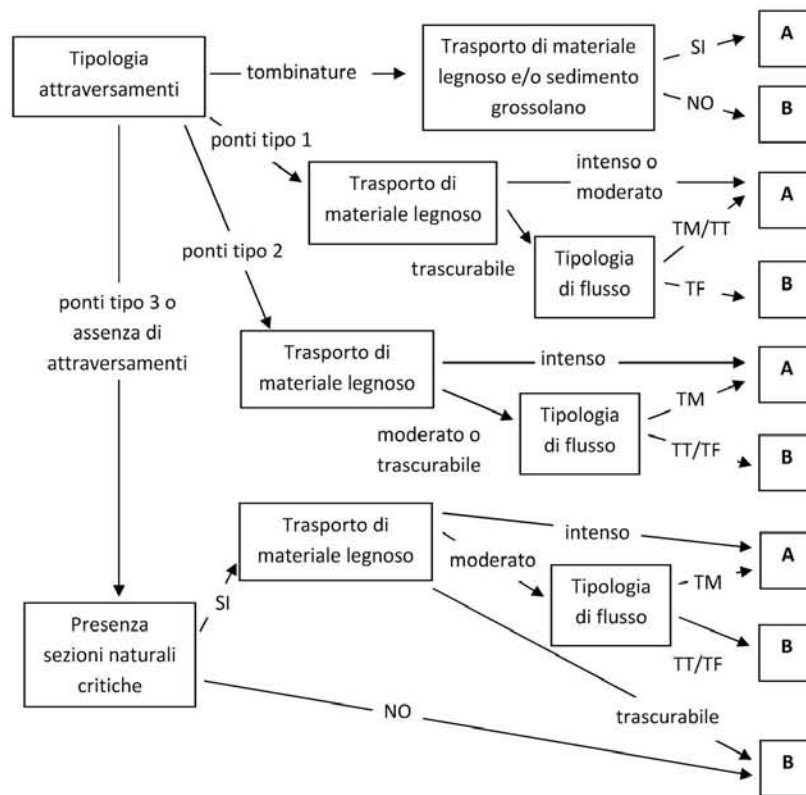 Tipologia
attraversamenti
tombinature
Trasporto di materiale
legnoso e/o sedimento
grossolano
SI
A
NO
B
ponti tipo 1
Trasporto di
materiale legnoso
intenso o
moderato
A
trascurabile
Tipologia
di flusso
TM/TT
TF
B
ponti tipo 2
Trasporto di
materiale legnoso
intenso
A
moderato o
trascurabile
Tipologia
di flusso
TM
TT/TF
B
ponti tipo 3 o
assenza di
attraversamenti
Presenza
sezioni naturali
critiche
SI
Trasporto di
materiale legnoso
intenso
A
moderato
Tipologia
di flusso
TM
TT/TF
B
trascurabile
NO
B